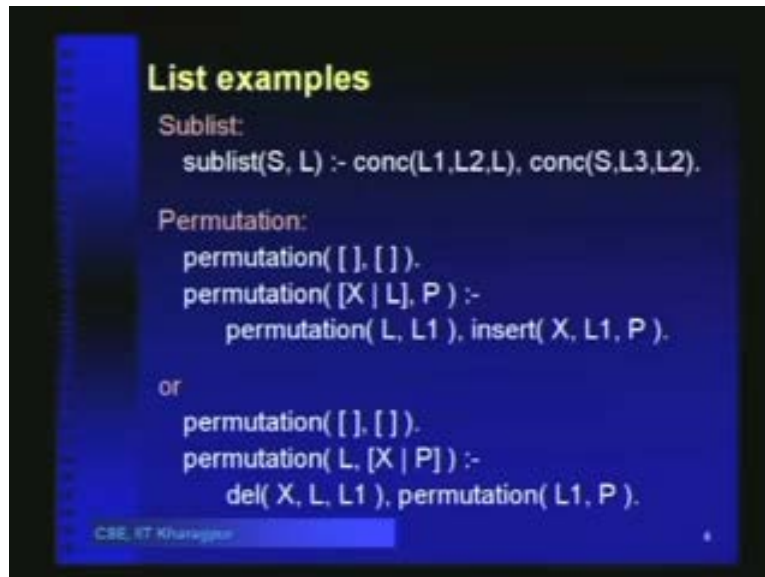 List examples
Sublist:
sublist(S, L) :- conc(L1,L2,L), conc(S,L3,L2).
Permutation:
permutation( [ ], [ ] ).
permutation( [X | L], P ) :-
permutation( L, L1 ), insert( X, L1, P ).
or
permutation( [ ], [ ] ).
permutation( L, [X | P] ) :-
del( X, L, L1 ), permutation( L1, P ).
CSE, IIT Kharagpur